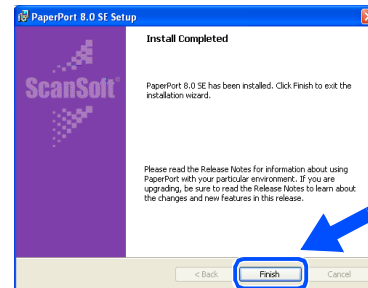 PaperPort 8.0 SE Setup
Install Completed
ScanSoft®
PaperPort 8.0 SE has been installed. Click Finish to exit the
installation wizard.
Please read the Release Notes for information about using
PaperPort with your particular environment. If you are
upgrading, be sure to read the Release Notes to learn about
the changes and new features in this release.
< Back Finish Cancel